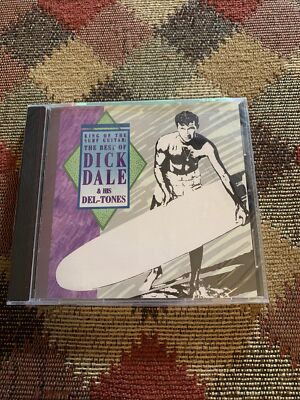 KING OF THE
SURF GUITAR:
THE BEST OF
DICK
DALE
& HIS
DEL-TONES